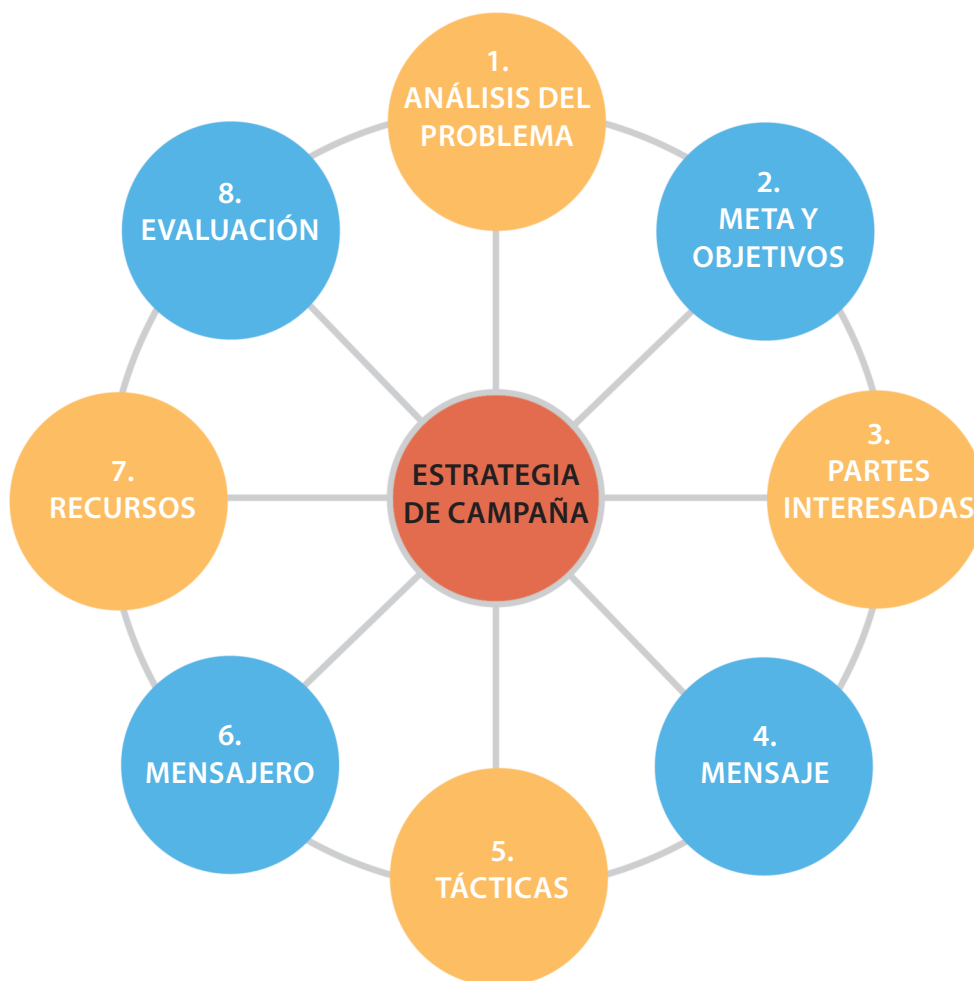 1.
ANÁLISIS DEL
PROBLEMA
2.
META Y
OBJETIVOS
3.
PARTES
INTERESADAS
4.
MENSAJE
5.
TÁCTICAS
6.
MENSAJERO
7.
RECURSOS
8.
EVALUACIÓN
ESTRATEGIA
DE CAMPAÑA